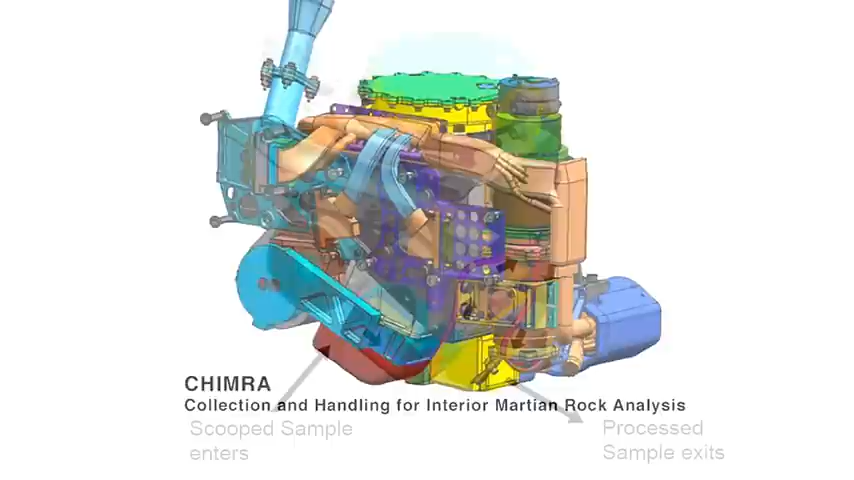 CHIMRA
Collection and Handling for Interior Martian Rock Analysis
Scooped Sample
enters
Processed
Sample exits